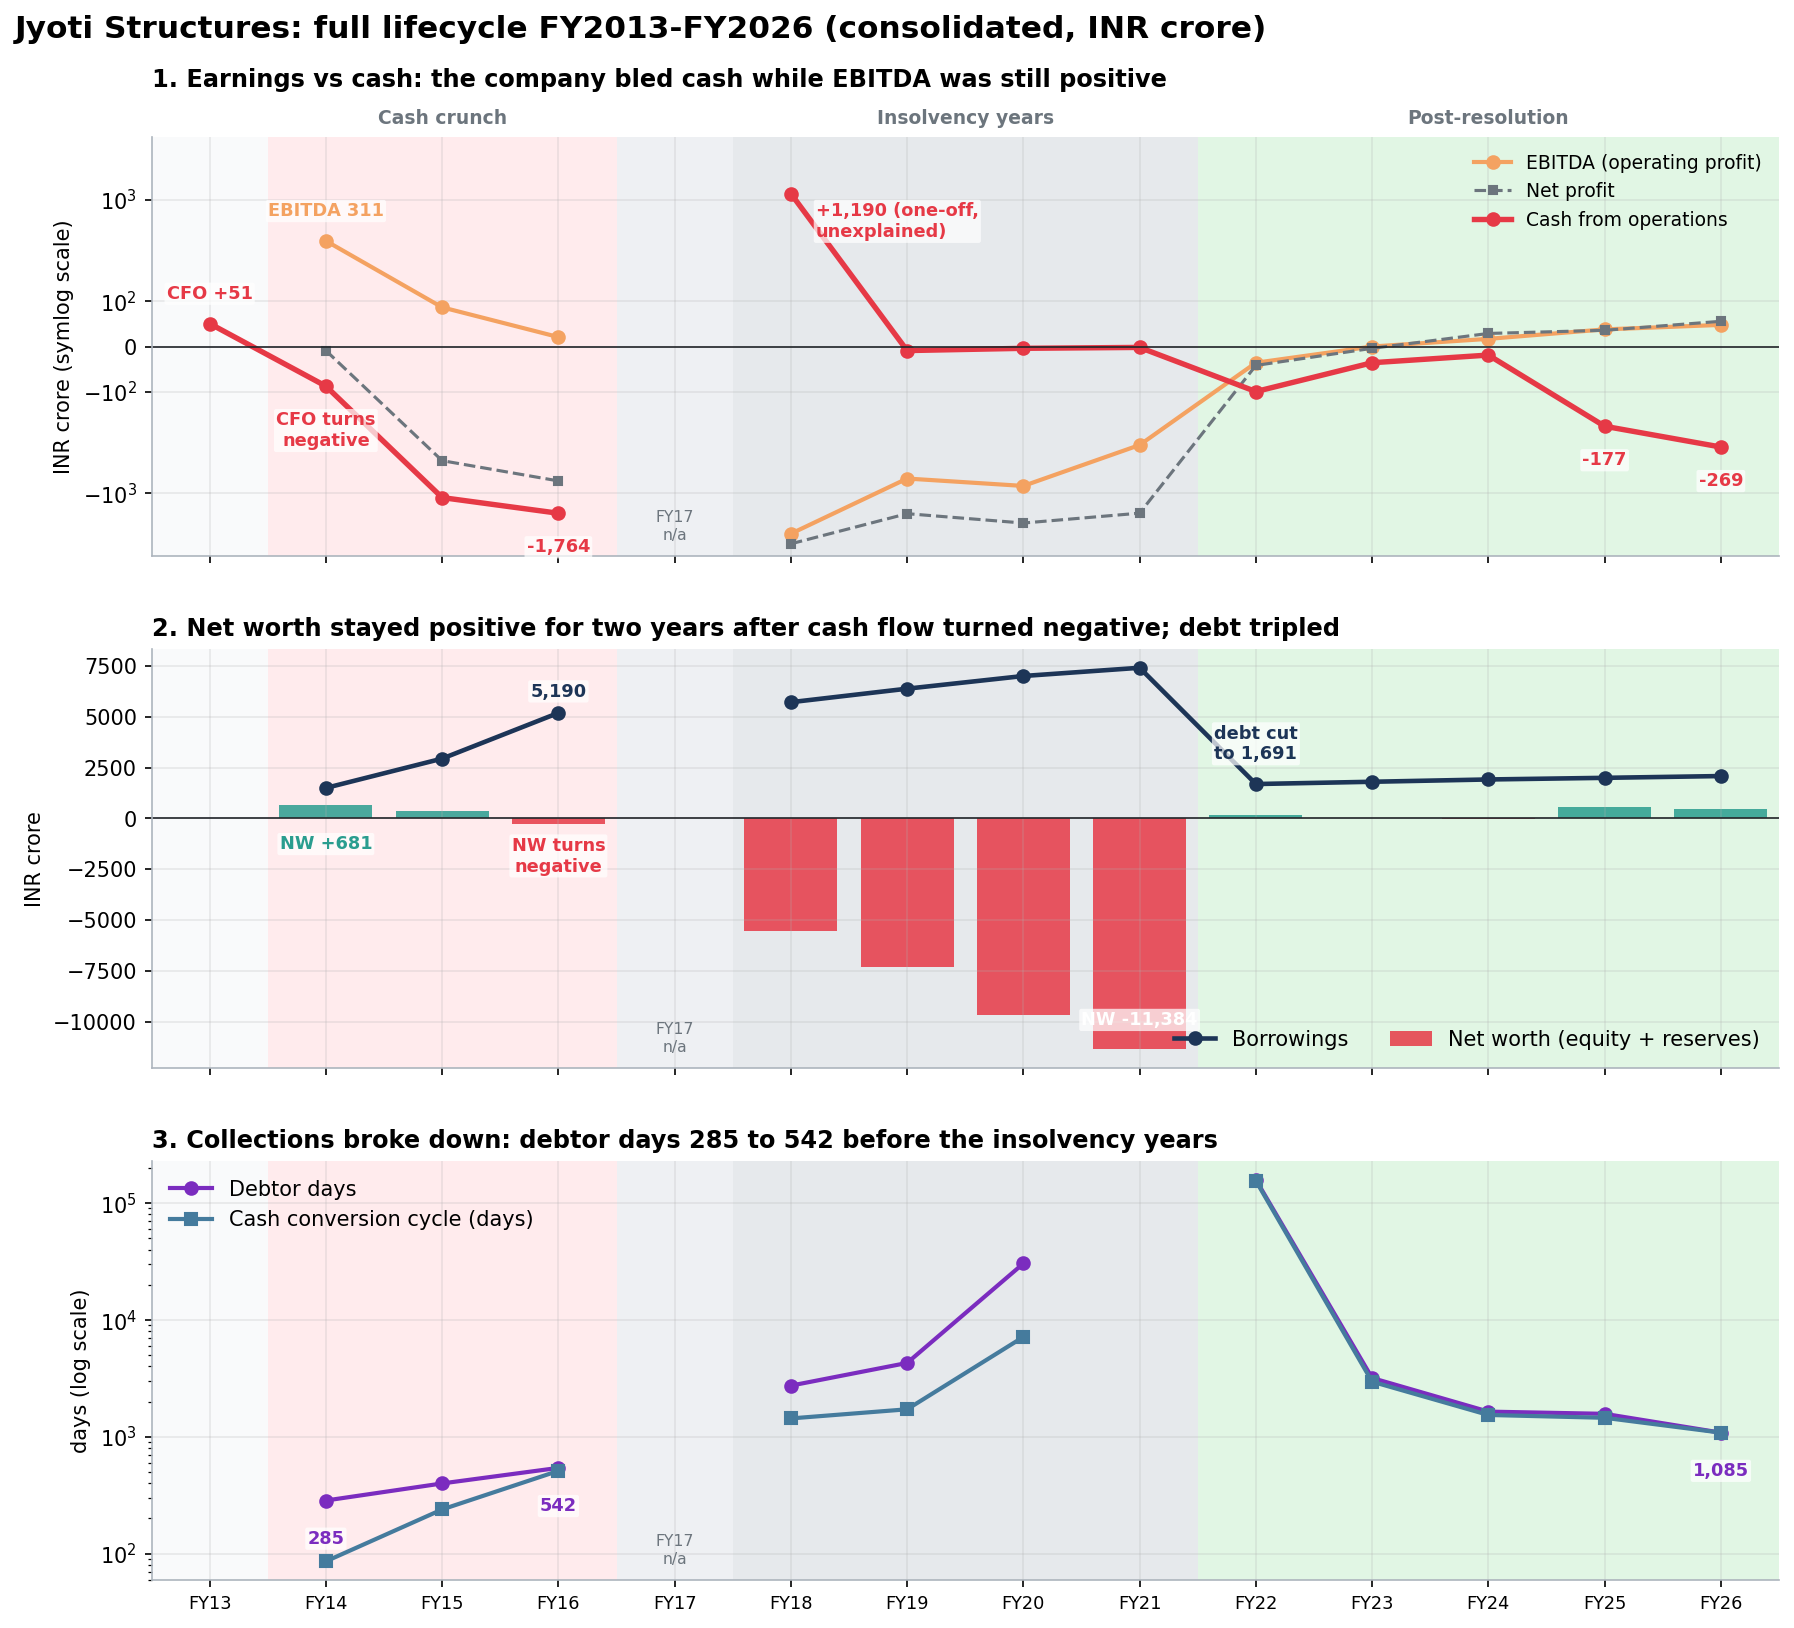 Jyoti Structures: full lifecycle FY2013-FY2026 (consolidated, INR crore)
1. Earnings vs cash: the company bled cash while EBITDA was still positive
Cash crunch
Insolvency years
Post-resolution
INR crore (symlog scale)
10³
10²
0
−10²
−10³
CFO +51
EBITDA 311
CFO turns
negative
-1,764
FY17
n/a
+1,190 (one-off,
unexplained)
EBITDA (operating profit)
Net profit
Cash from operations
-177
-269
2. Net worth stayed positive for two years after cash flow turned negative; debt tripled
INR crore
7500
5000
2500
0
−2500
−5000
−7500
−10000
5,190
NW +681
NW turns
negative
FY17
n/a
debt cut
to 1,691
NW -11,384
Borrowings
Net worth (equity + reserves)
3. Collections broke down: debtor days 285 to 542 before the insolvency years
days (log scale)
10⁵
10⁴
10³
10²
Debtor days
Cash conversion cycle (days)
285
542
FY17
n/a
1,085
FY13 FY14 FY15 FY16 FY17 FY18 FY19 FY20 FY21 FY22 FY23 FY24 FY25 FY26